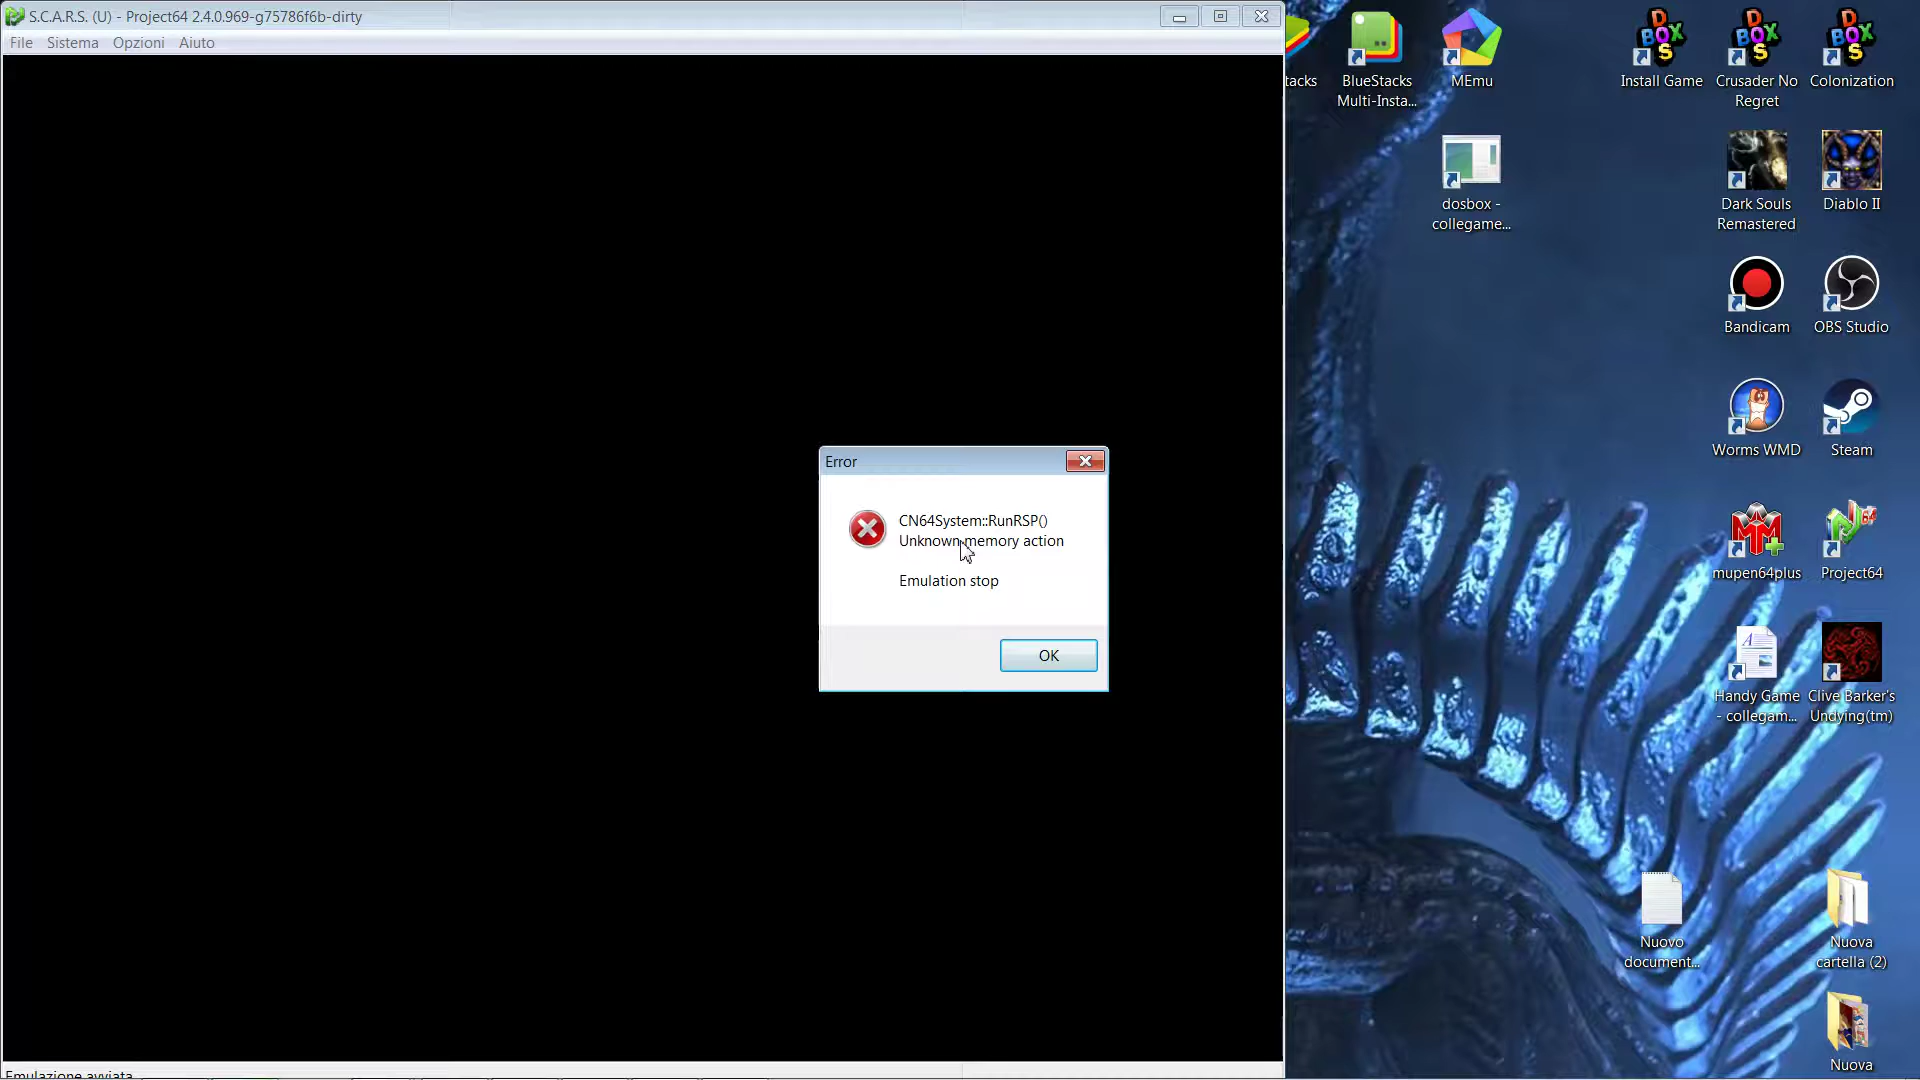 S.C.A.R.S. (U) - Project64 2.4.0.969-g75786f6b-dirty
File Sistema Opzioni Aiuto
Error
CN64System::RunRSP()
Unknown memory action
Emulation stop
OK
Emulazione avviata
tacks
BlueStacks
Multi-Insta...
MEmu
Install Game
Crusader No
Regret
Colonization
dosbox -
collegame...
Dark Souls
Remastered
Diablo II
Bandicam
OBS Studio
Worms WMD
Steam
mupen64plus
Project64
Handy Game
- collegam...
Clive Barker's
Undying(tm)
Nuovo
document...
Nuova
cartella (2)
Nuova